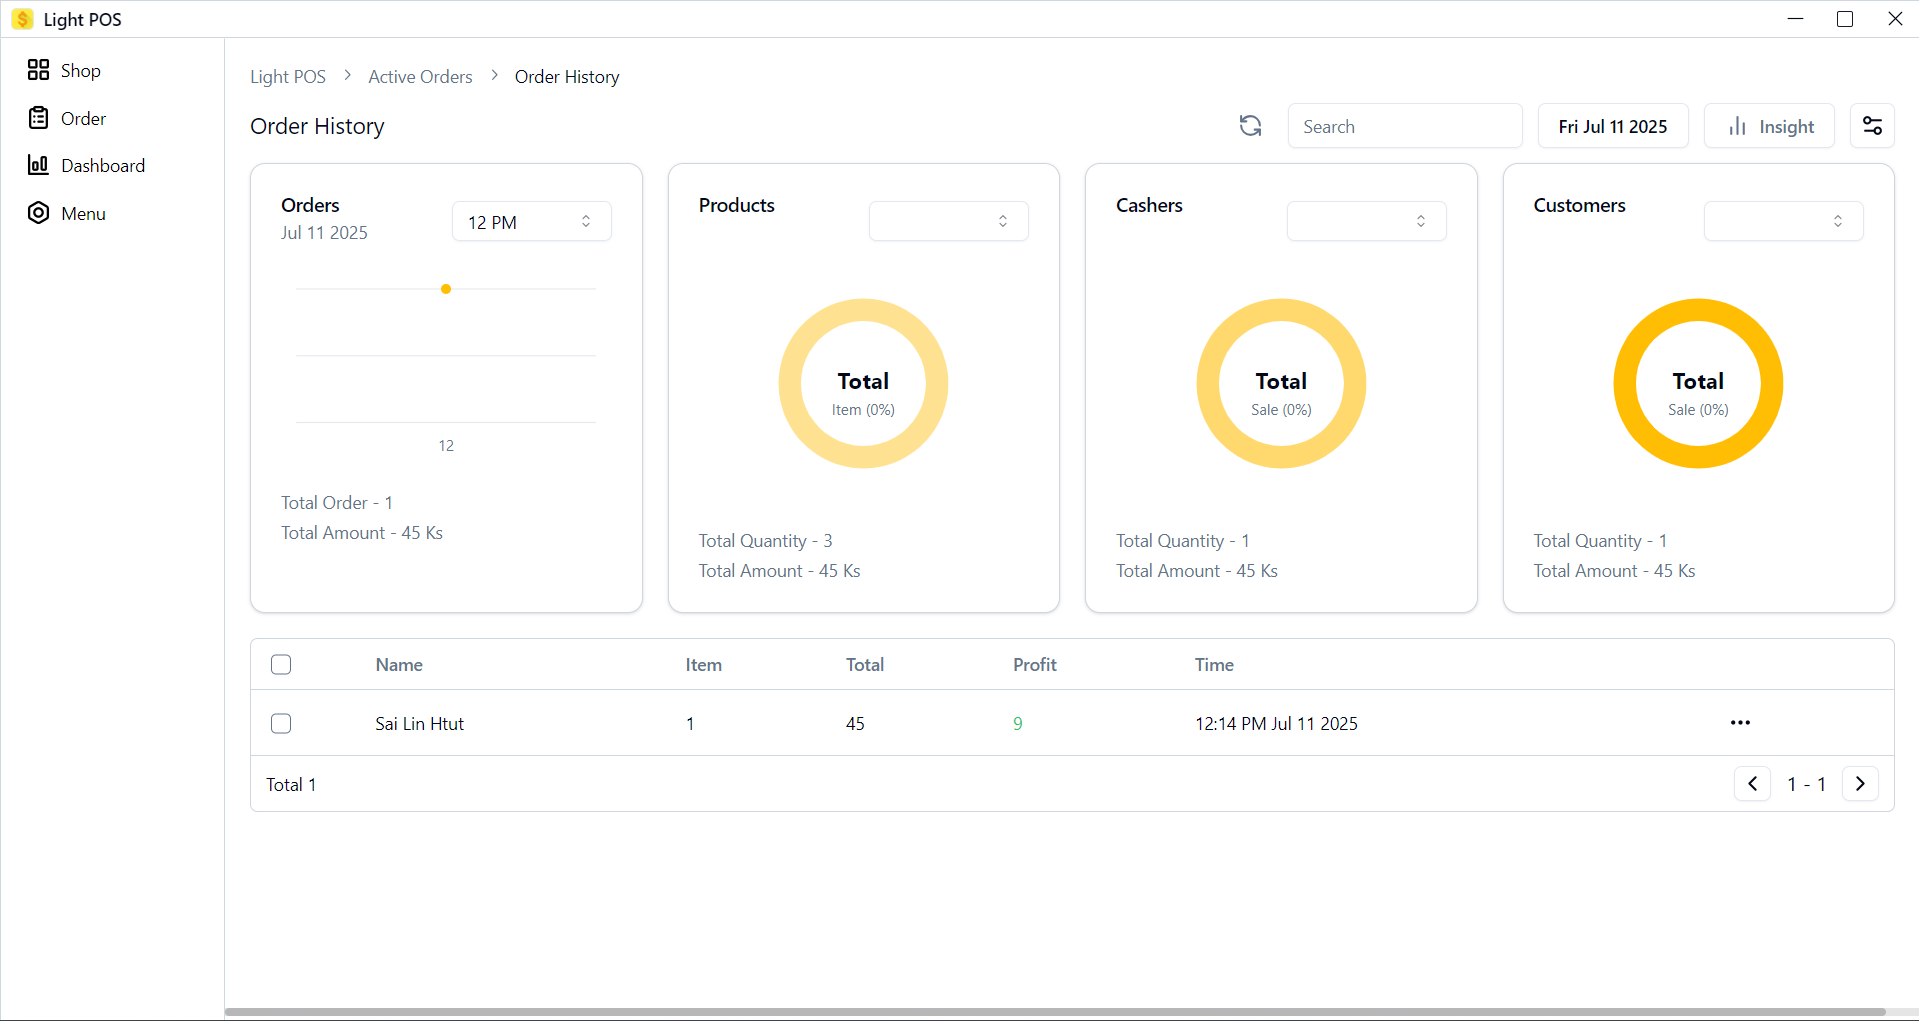 Light POS
Shop
Order
Dashboard
Menu
Light POS > Active Orders > Order History
Order History
Search
Fri Jul 11 2025
Insight
Orders
Jul 11 2025
12 PM
12
Total Order - 1
Total Amount - 45 Ks
Products
Total
Item (0%)
Total Quantity - 3
Total Amount - 45 Ks
Cashers
Total
Sale (0%)
Total Quantity - 1
Total Amount - 45 Ks
Customers
Total
Sale (0%)
Total Quantity - 1
Total Amount - 45 Ks
Name Item Total Profit Time
Sai Lin Htut 1 45 9 12:14 PM Jul 11 2025
Total 1
1 - 1